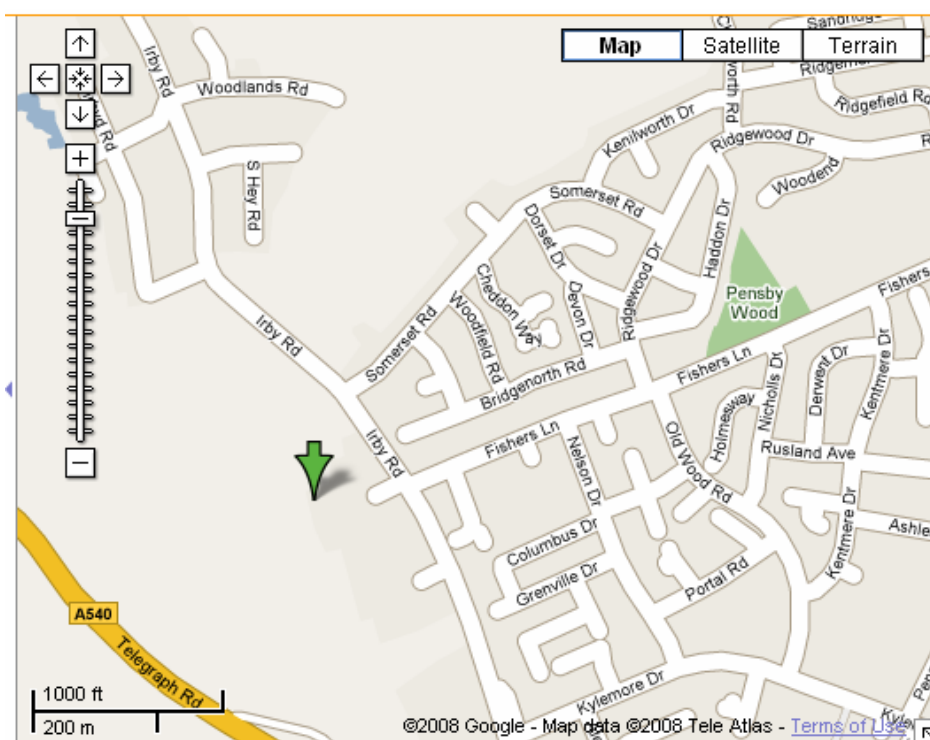 Sandridge
Map
Satellite
Terrain
Irby Rd
Woodlands Rd
Kenilworth Dr
Ridgefield Rd
Ridgewood Dr
S Hey Rd
Woodend
Somerset Rd
Dorset Dr
Haddon Dr
Ridgewood Dr
Cheddon Way
Devon Dr
Pensby
Wood
Fishers
Woodfield Rd
Irby Rd
Somerset Rd
Fishers Ln
Bridgenorth Rd
Nicholls Dr
Derwent Dr
Kentmere Dr
Holmesway
Irby Rd
Fishers Ln
Nelson Dr
Old Wood Rd
Rusland Ave
Columbus Dr
Kentmere Dr
Ashle
Grenville Dr
Portal Rd
A540
Telegraph Rd
Kylemore Dr
1000 ft
200 m
©2008 Google - Map data ©2008 Tele Atlas - Terms of Use